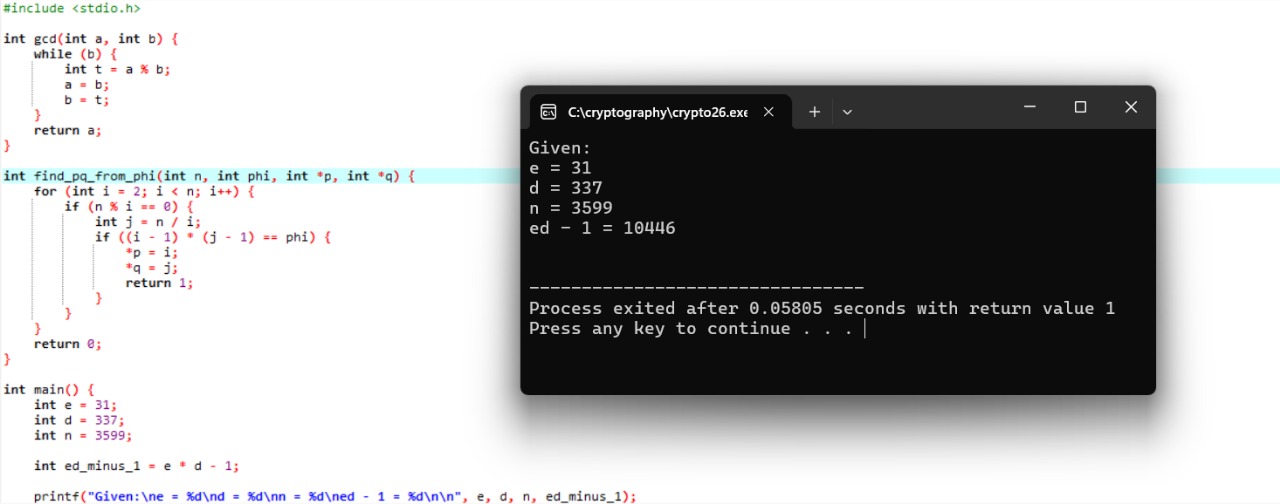 #include <stdio.h>
int gcd(int a, int b) {
    while (b) {
        int t = a % b;
        a = b;
        b = t;
    }
    return a;
}
int find_pq_from_phi(int n, int phi, int *p, int *q) {
    for (int i = 2; i < n; i++) {
        if (n % i == 0) {
            int j = n / i;
            if ((i - 1) * (j - 1) == phi) {
                *p = i;
                *q = j;
                return 1;
            }
        }
    }
    return 0;
}
int main() {
    int e = 31;
    int d = 337;
    int n = 3599;
    int ed_minus_1 = e * d - 1;
    printf("Given:\ne = %d\nd = %d\nn = %d\ned - 1 = %d\n\n", e, d, n, ed_minus_1);
C:\cryptography\crypto26.exe
Given:
e = 31
d = 337
n = 3599
ed - 1 = 10446
--------------------------------
Process exited after 0.05805 seconds with return value 1
Press any key to continue . . .